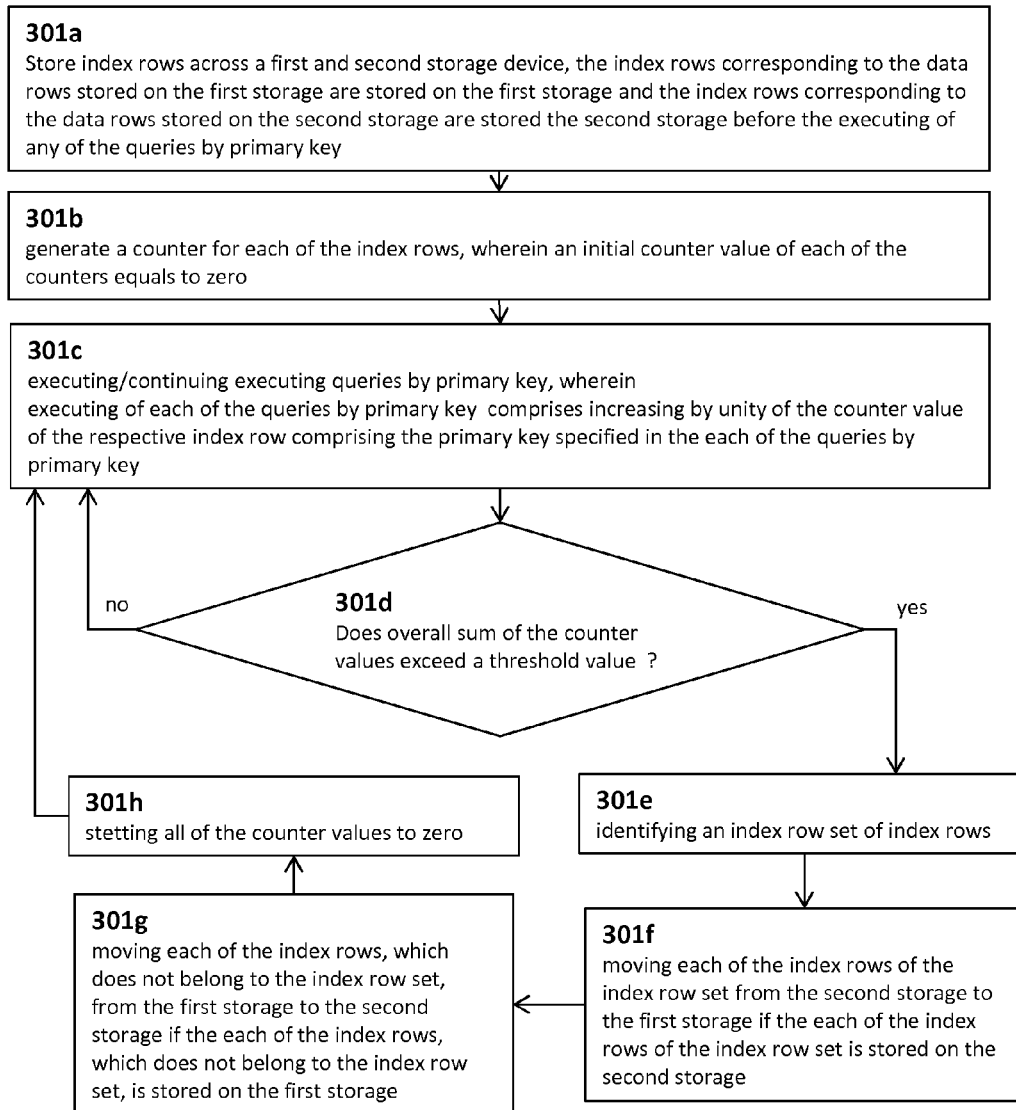 301a
Store index rows across a first and second storage device, the index rows corresponding to the data
rows stored on the first storage are stored on the first storage and the index rows corresponding to
the data rows stored on the second storage are stored the second storage before the executing of
any of the queries by primary key
301b
generate a counter for each of the index rows, wherein an initial counter value of each of the
counters equals to zero
301c
executing/continuing executing queries by primary key, wherein
executing of each of the queries by primary key comprises increasing by unity of the counter value
of the respective index row comprising the primary key specified in the each of the queries by
primary key
no
301d
yes
Does overall sum of the counter
values exceed a threshold value ?
301h
stetting all of the counter values to zero
301e
identifying an index row set of index rows
301g
moving each of the index rows, which
does not belong to the index row set,
from the first storage to the second
storage if the each of the index rows,
which does not belong to the index row
set, is stored on the first storage
301f
moving each of the index rows of the
index row set from the second storage to
the first storage if the each of the index
rows of the index row set is stored on the
second storage